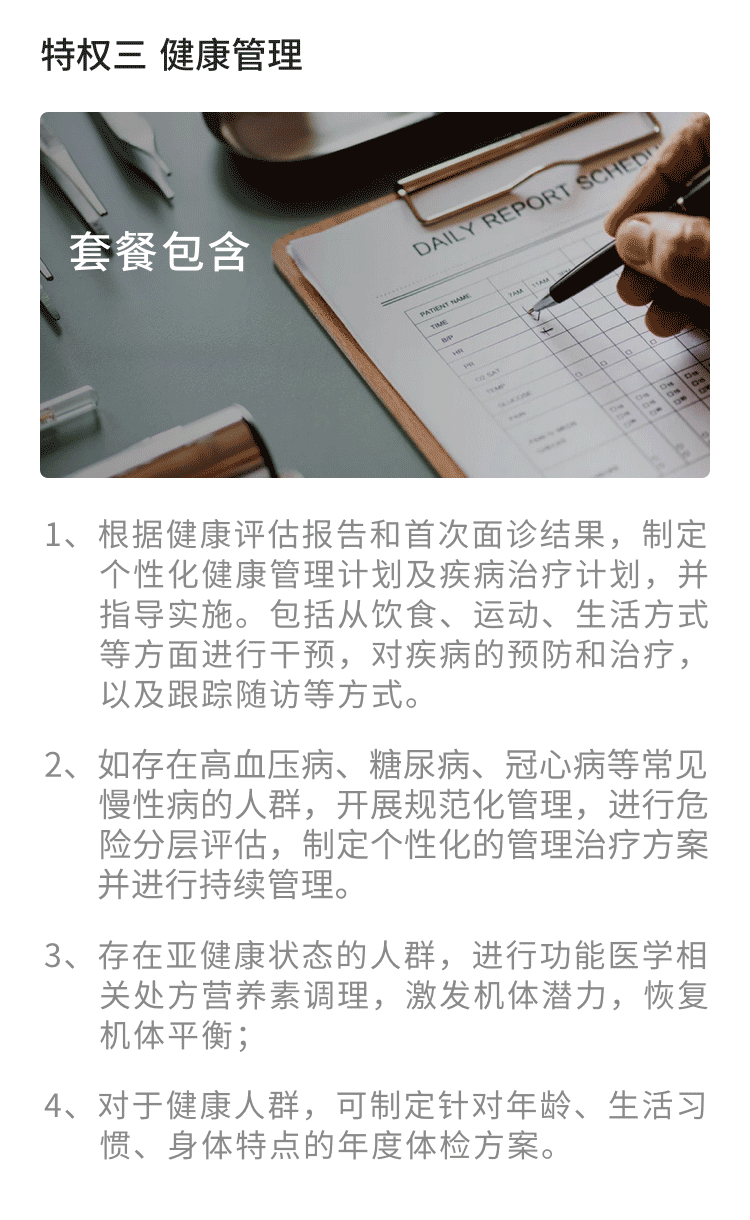 特权三 健康管理
套餐包含
DAILY REPORT SCHEDU
PATIENT NAME
7AM
11AM
TIME
B/P
HR
PR
O2 SAT
TEMP
GLUCOSE
PAIN
1、根据健康评估报告和首次面诊结果，制定
个性化健康管理计划及疾病治疗计划，并
指导实施。包括从饮食、运动、生活方式
等方面进行干预，对疾病的预防和治疗，
以及跟踪随访等方式。
2、如存在高血压病、糖尿病、冠心病等常见
慢性病的人群，开展规范化管理，进行危
险分层评估，制定个性化的管理治疗方案
并进行持续管理。
3、存在亚健康状态的人群，进行功能医学相
关处方营养素调理，激发机体潜力，恢复
机体平衡；
4、对于健康人群，可制定针对年龄、生活习
惯、身体特点的年度体检方案。